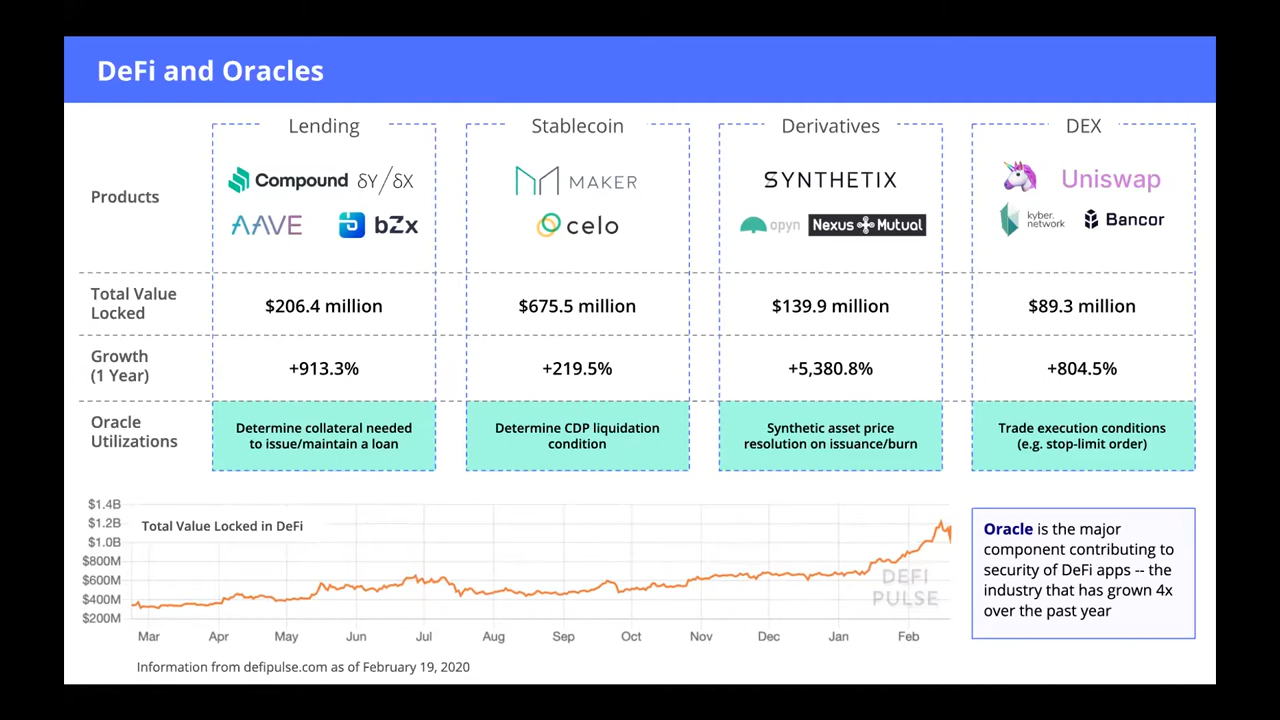 DeFi and Oracles
Lending
Stablecoin
Derivatives
DEX
Products
Compound
δY/δX
AAVE
bZx
MAKER
celo
SYNTHETIX
opyn
Nexus Mutual
Uniswap
kyber.
network
Bancor
Total Value
Locked
$206.4 million
$675.5 million
$139.9 million
$89.3 million
Growth
(1 Year)
+913.3%
+219.5%
+5,380.8%
+804.5%
Oracle
Utilizations
Determine collateral needed
to issue/maintain a loan
Determine CDP liquidation
condition
Synthetic asset price
resolution on issuance/burn
Trade execution conditions
(e.g. stop-limit order)
Total Value Locked in DeFi
$1.4B
$1.2B
$1.0B
$800M
$600M
$400M
$200M
DEFI
PULSE
Mar Apr May Jun Jul Aug Sep Oct Nov Dec Jan Feb
Oracle is the major
component contributing to
security of DeFi apps -- the
industry that has grown 4x
over the past year
Information from defipulse.com as of February 19, 2020